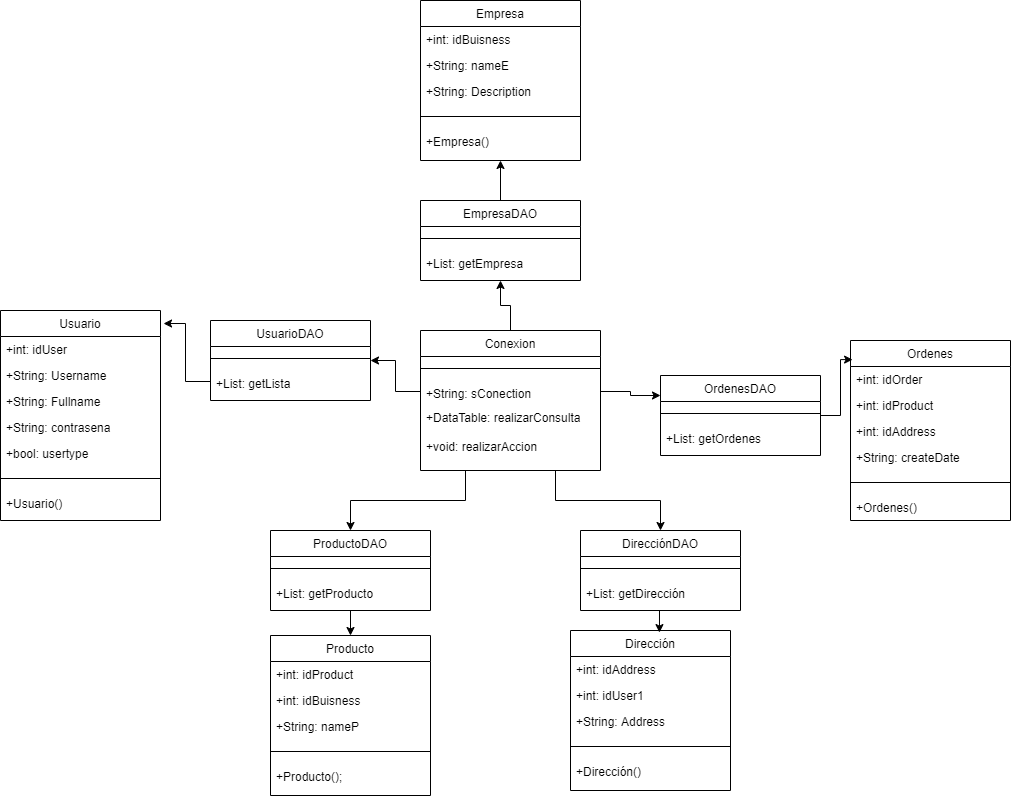 Empresa
+int: idBuisness
+String: nameE
+String: Description
+Empresa()
EmpresaDAO
+List: getEmpresa
Usuario
+int: idUser
+String: Username
+String: Fullname
+String: contrasena
+bool: usertype
+Usuario()
UsuarioDAO
+List: getLista
Conexion
+String: sConection
+DataTable: realizarConsulta
+void: realizarAccion
OrdenesDAO
+List: getOrdenes
Ordenes
+int: idOrder
+int: idProduct
+int: idAddress
+String: createDate
+Ordenes()
ProductoDAO
+List: getProducto
Producto
+int: idProduct
+int: idBuisness
+String: nameP
+Producto();
DirecciónDAO
+List: getDirección
Dirección
+int: idAddress
+int: idUser1
+String: Address
+Dirección()